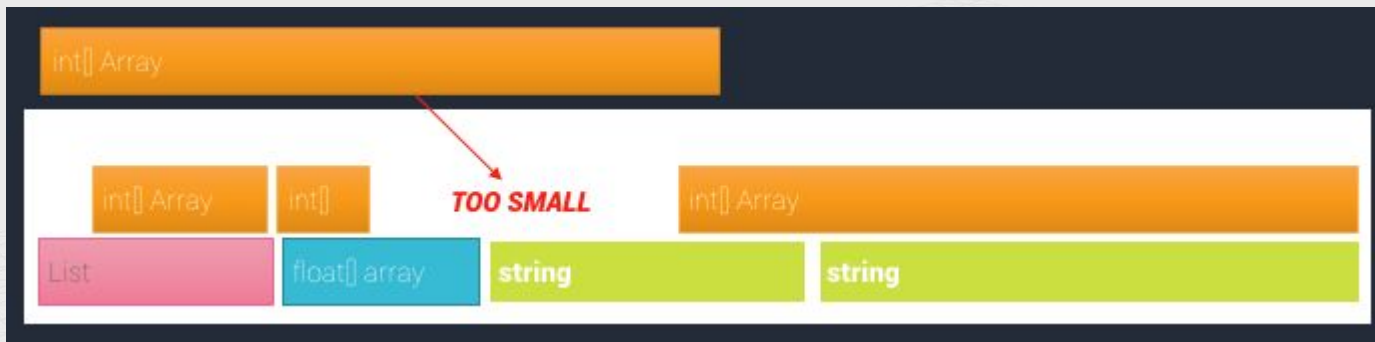 int[] Array
int[] Array int[] TOO SMALL int[] Array
List float[] array string string